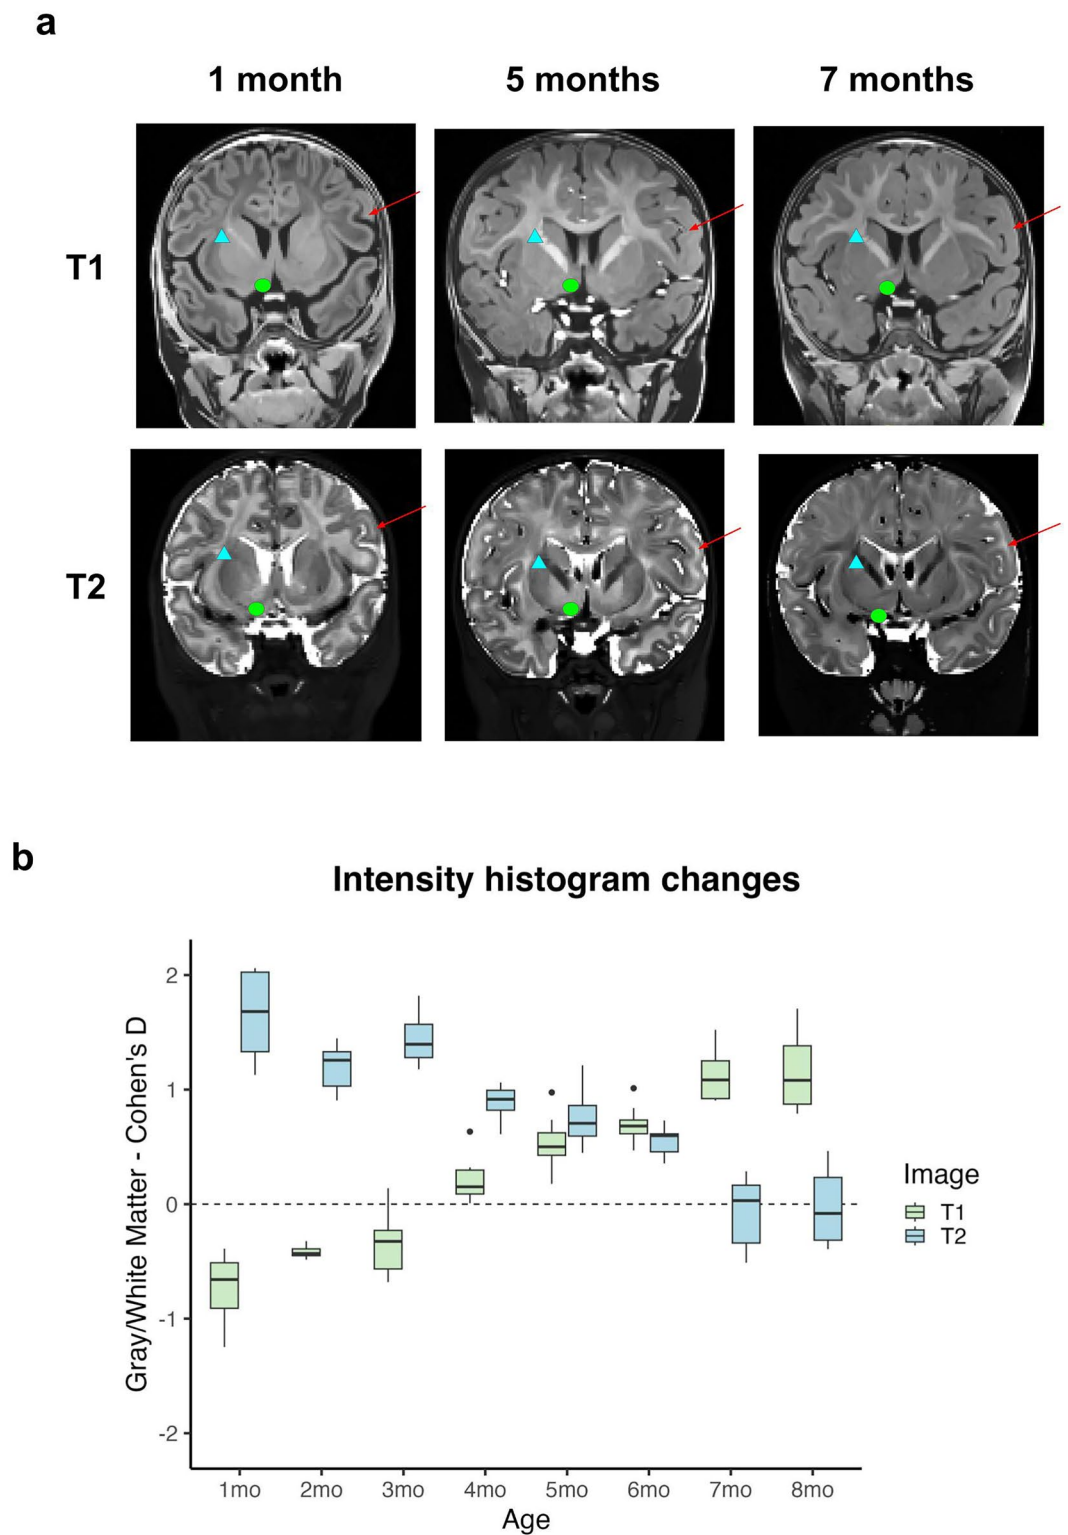 a
1 month
5 months
7 months
T1
T2
b
Intensity histogram changes
Gray/White Matter - Cohen's D
2
1
0
-1
-2
1mo
2mo
3mo
4mo
5mo
6mo
7mo
8mo
Age
Image
T1
T2